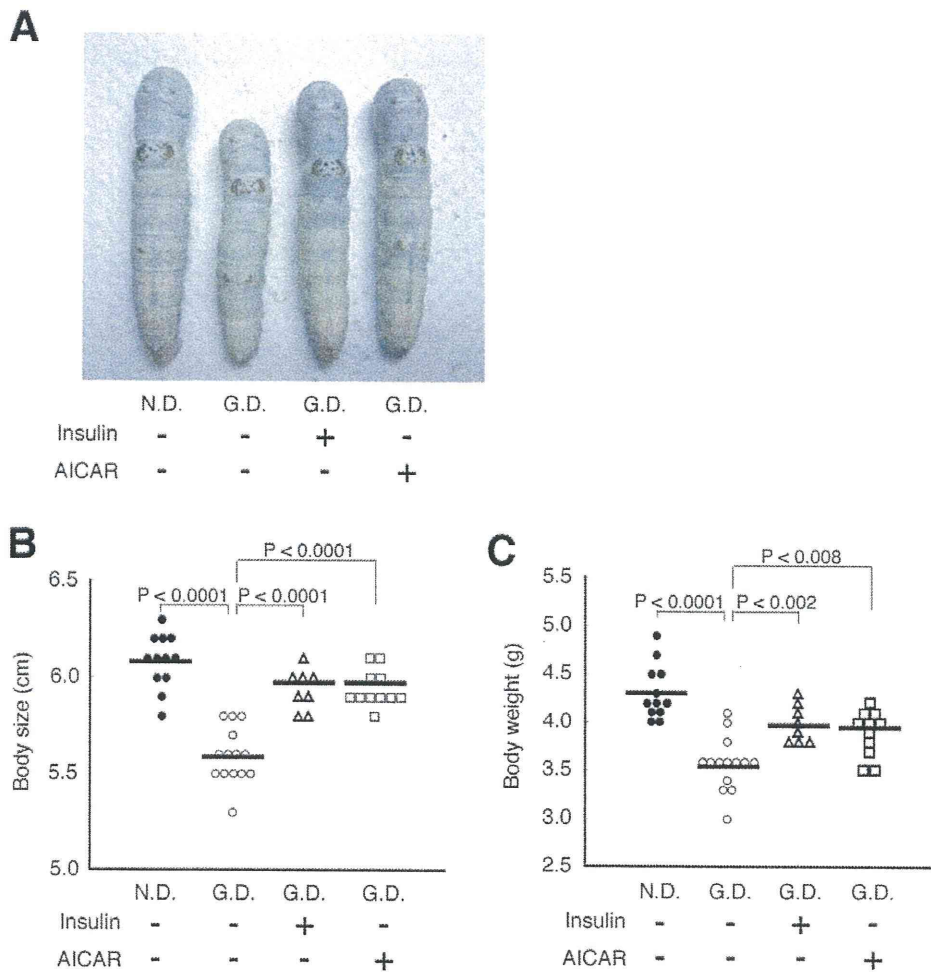 A
N.D. G.D. G.D. G.D.
Insulin - - + -
AICAR - - - +
B
P < 0.0001
P < 0.0001 P < 0.0001
6.5
6.0
5.5
5.0
Body size (cm)
N.D. G.D. G.D. G.D.
Insulin - - + -
AICAR - - - +
C
P < 0.008
P < 0.0001 P < 0.002
5.5
5.0
4.5
4.0
3.5
3.0
2.5
Body weight (g)
N.D. G.D. G.D. G.D.
Insulin - - + -
AICAR - - - +